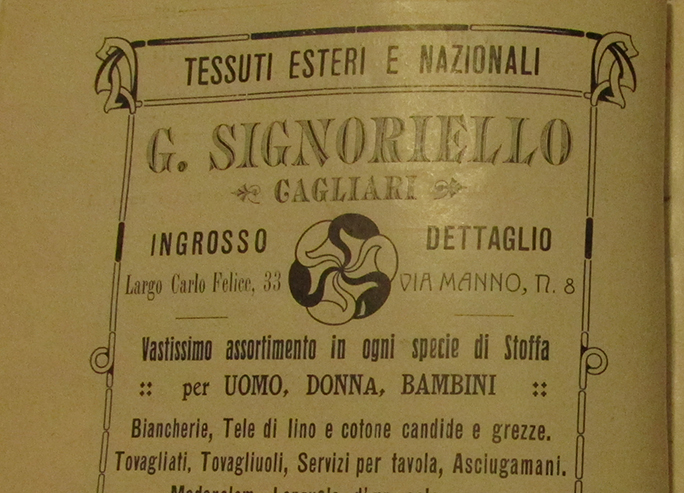 TESSUTI ESTERI E NAZIONALI
G. SIGNORIELLO
CAGLIARI
INGROSSO DETTAGLIO
Largo Carlo Felice, 33 VIA MANNO, N. 8
Vastissimo assortimento in ogni specie di Stoffa
:: per UOMO, DONNA, BAMBINI ::
Biancherie, Tele di lino e cotone candide e grezze.
Tovagliati, Tovagliuoli, Servizi per tavola, Asciugamani.